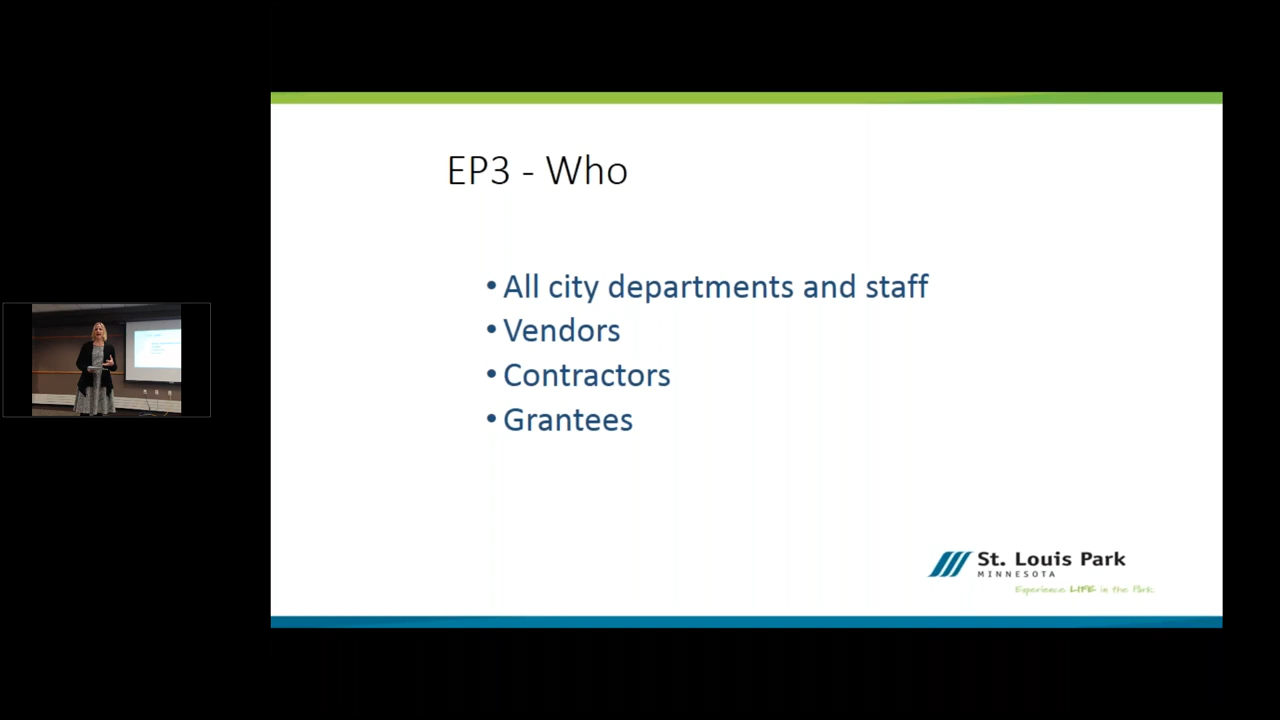 EP3 - Who
• All city departments and staff
• Vendors
• Contractors
• Grantees
St. Louis Park
MINNESOTA
Experience LIFE in the Park.